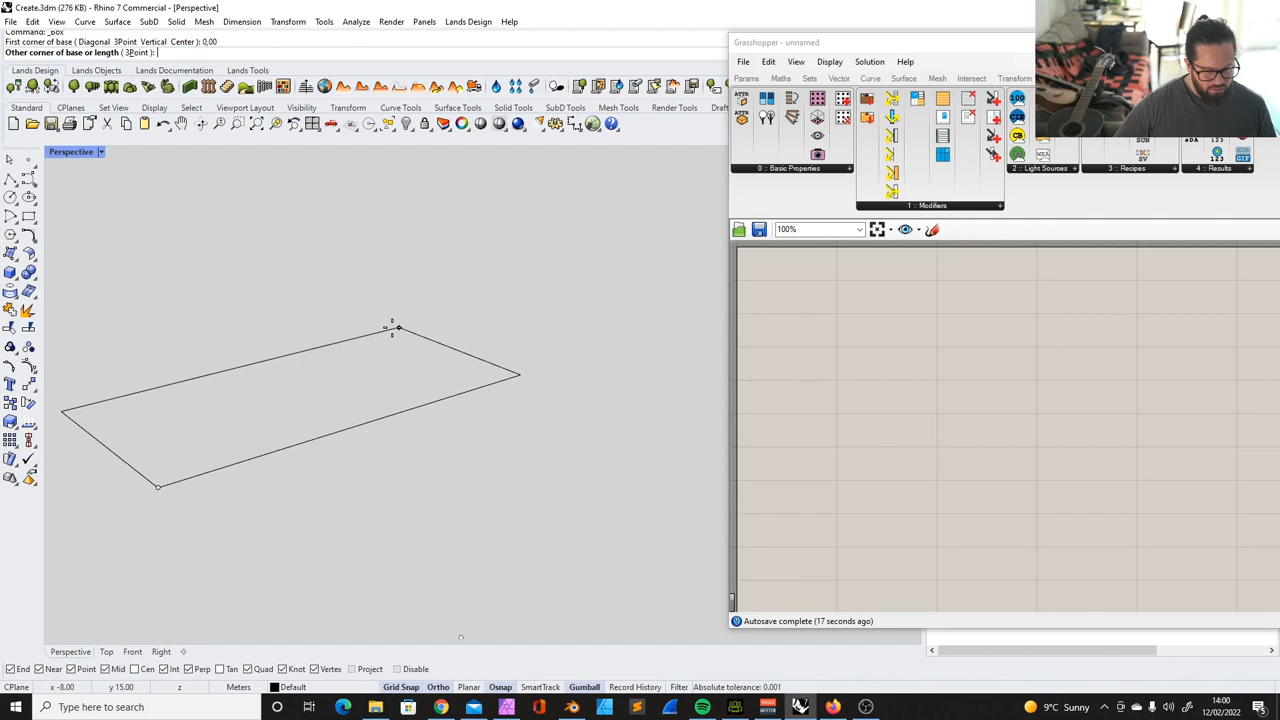 Create.3dm (276 KB) - Rhino 7 Commercial - [Perspective]
File Edit View Curve Surface SubD Solid Mesh Dimension Transform Tools Analyze Render Panels Lands Design Help
Command: _Box
First corner of base ( Diagonal 3Point Vertical Center ): 0,00
Other corner of base or length ( 3Point ):
Lands Design Lands Objects Lands Documentation Lands Tools
Standard CPlanes Set View Display Select Viewport Layout Visibility Transform Curve Tools Surface Tools Solid Tools SubD Tools Mesh Tools Render Tools Draft
Perspective
Grasshopper - unnamed
File Edit View Display Solution Help
Params Maths Sets Vector Curve Surface Mesh Intersect Transform
0 :: Basic Properties
1 :: Modifiers
2 :: Light Sources
3 :: Recipes
4 :: Results
100%
Autosave complete (17 seconds ago)
Perspective Top Front Right
End Near Point Mid Cen Int Perp Tan Quad Knot Vertex Project Disable
CPlane x -8.00 y 15.00 z Meters Default Grid Snap Ortho Planar Osnap SmartTrack Gumball Record History Filter Absolute tolerance: 0.001
Type here to search
9°C Sunny
14:00
12/02/2022